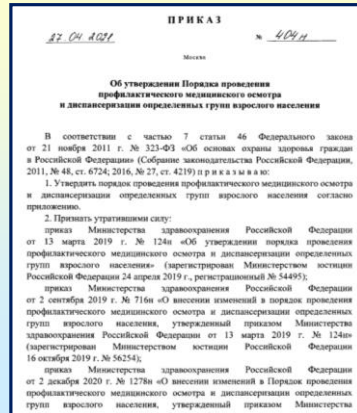 ПРИКАЗ
27.04.2021 № 404н
Москва
Об утверждении Порядка проведения
профилактического медицинского осмотра
и диспансеризации определенных групп взрослого населения
В соответствии с частью 7 статьи 46 Федерального закона
от 21 ноября 2011 г. № 323-ФЗ «Об основах охраны здоровья граждан
в Российской Федерации» (Собрание законодательства Российской Федерации,
2011, № 48, ст. 6724; 2016, № 27, ст. 4219) п р и к а з ы в а ю:
1. Утвердить порядок проведения профилактического медицинского осмотра
и диспансеризации определенных групп взрослого населения согласно
приложению.
2. Признать утратившими силу:
приказ Министерства здравоохранения Российской Федерации
от 13 марта 2019 г. № 124н «Об утверждении порядка проведения
профилактического медицинского осмотра и диспансеризации определенных
групп взрослого населения» (зарегистрирован Министерством юстиции
Российской Федерации 24 апреля 2019 г., регистрационный № 54495);
приказ Министерства здравоохранения Российской Федерации
от 2 сентября 2019 г. № 716н «О внесении изменений в порядок проведения
профилактического медицинского осмотра и диспансеризации определенных
групп взрослого населения, утвержденный приказом Министерства
здравоохранения Российской Федерации от 13 марта 2019 г. № 124н»
(зарегистрирован Министерством юстиции Российской Федерации
16 октября 2019 г. № 56254);
приказ Министерства здравоохранения Российской Федерации
от 2 декабря 2020 г. № 1278н «О внесении изменений в Порядок проведения
профилактического медицинского осмотра и диспансеризации определенных
групп взрослого населения, утвержденный приказом Министерства